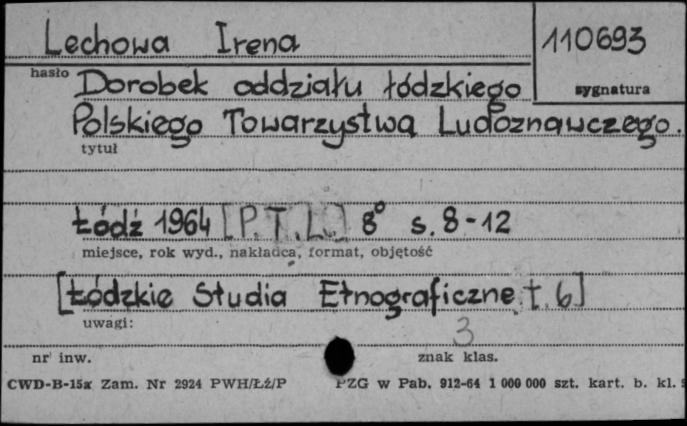 Lechowa Irena
110693
hasło
sygnatura
Dorobek oddziału łódzkiego
Polskiego Towarzystwa Ludoznawczego.
tytuł
Łódź 1964 [P.T.L.] 8° s. 8-12
miejsce, rok wyd., nakładca, format, objętość
[Łódzkie Studia Etnograficzne t. 6]
uwagi:
3
nr inw.
znak klas.
CWD-B-15x Zam. Nr 2924 PWH/Łź/P PZG w Pab. 912-64 1 000 000 szt. kart. b. kl.